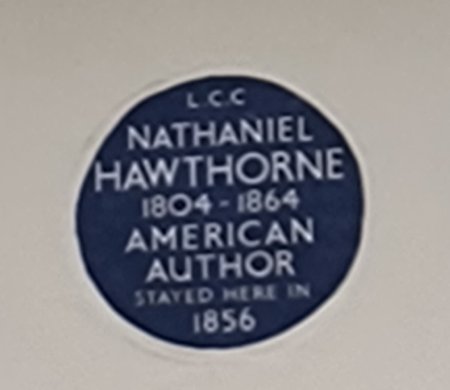 L.C.C
NATHANIEL
HAWTHORNE
1804-1864
AMERICAN
AUTHOR
STAYED HERE IN
1856